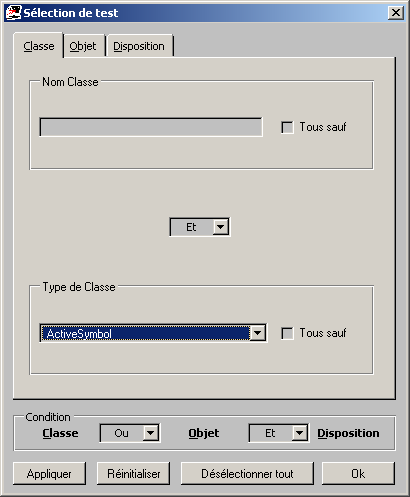 Sélection de test
Classe Objet Disposition
Nom Classe
Tous sauf
Et
Type de Classe
ActiveSymbol Tous sauf
Condition
Classe Ou Objet Et Disposition
Appliquer Réinitialiser Désélectionner tout Ok